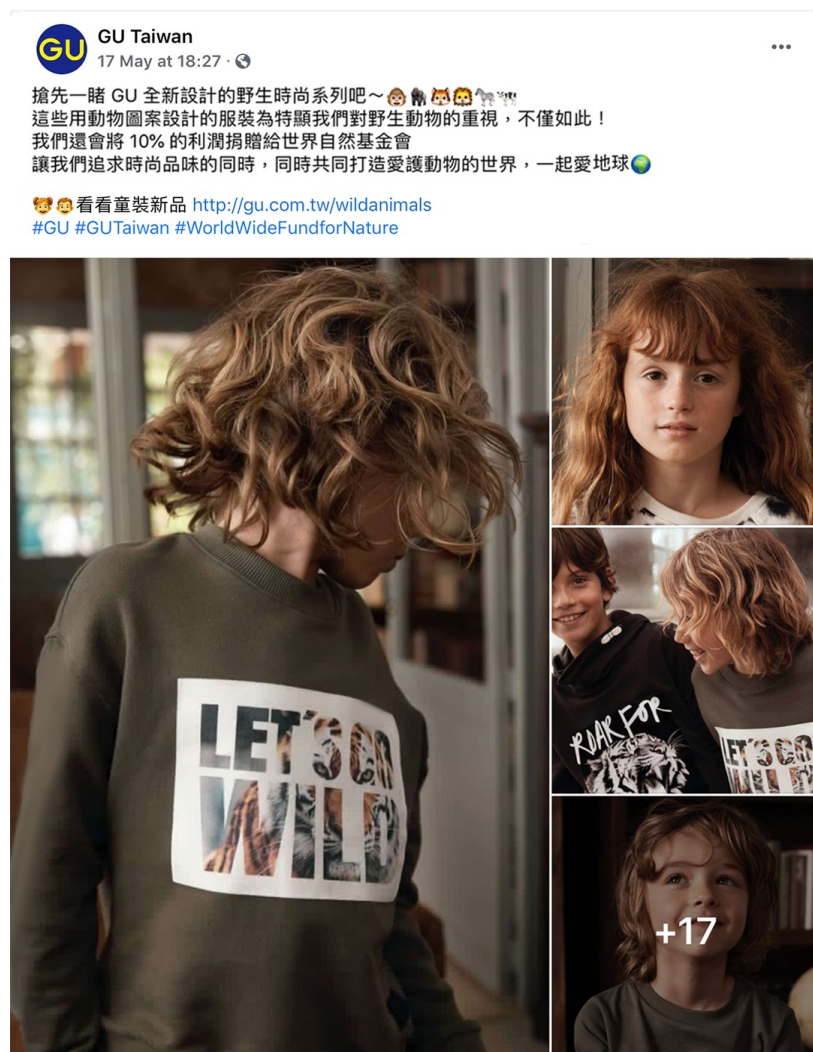 GU
GU Taiwan
17 May at 18:27 ·
搶先一睹 GU 全新設計的野生時尚系列吧～🐵🦍🐯🦁🦓🐄
這些用動物圖案設計的服裝為特顯我們對野生動物的重視，不僅如此！
我們還會將 10% 的利潤捐贈給世界自然基金會
讓我們追求時尚品味的同時，同時共同打造愛護動物的世界，一起愛地球🌍
👧👦看看童裝新品 http://gu.com.tw/wildanimals
#GU #GUTaiwan #WorldWideFundforNature
LET'S GO
WILD
ROAR FOR
LET'S GO
WILD
+17